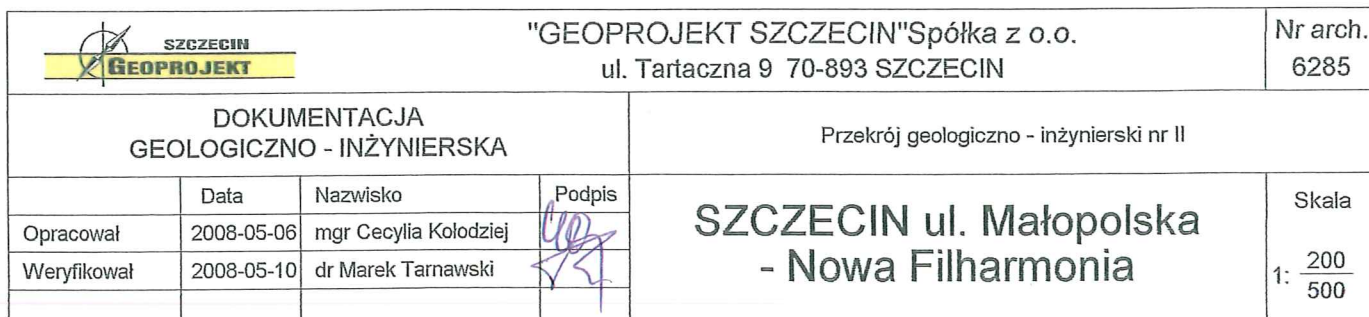 SZCZECIN
GEOPROJEKT
"GEOPROJEKT SZCZECIN"Spółka z o.o.
ul. Tartaczna 9 70-893 SZCZECIN
Nr arch.
6285
DOKUMENTACJA
GEOLOGICZNO - INŻYNIERSKA
Przekrój geologiczno - inżynierski nr II
Data Nazwisko Podpis
Opracował 2008-05-06 mgr Cecylia Kołodziej
Weryfikował 2008-05-10 dr Marek Tarnawski
SZCZECIN ul. Małopolska
- Nowa Filharmonia
Skala
1: 200
500